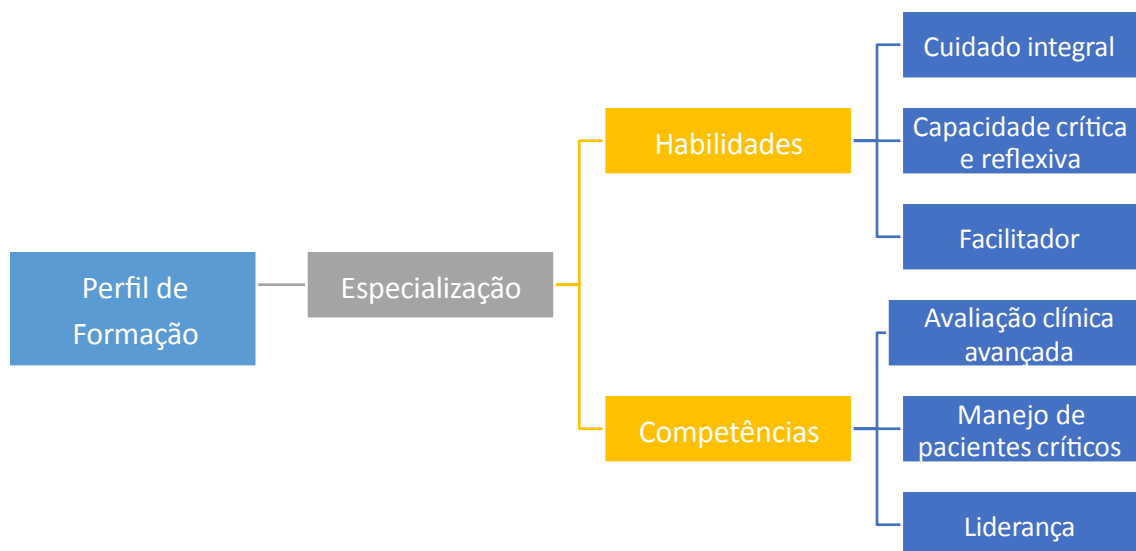 Perfil de
Formação
Especialização
Habilidades
Cuidado integral
Capacidade crítica
e reflexiva
Facilitador
Competências
Avaliação clínica
avançada
Manejo de
pacientes críticos
Liderança